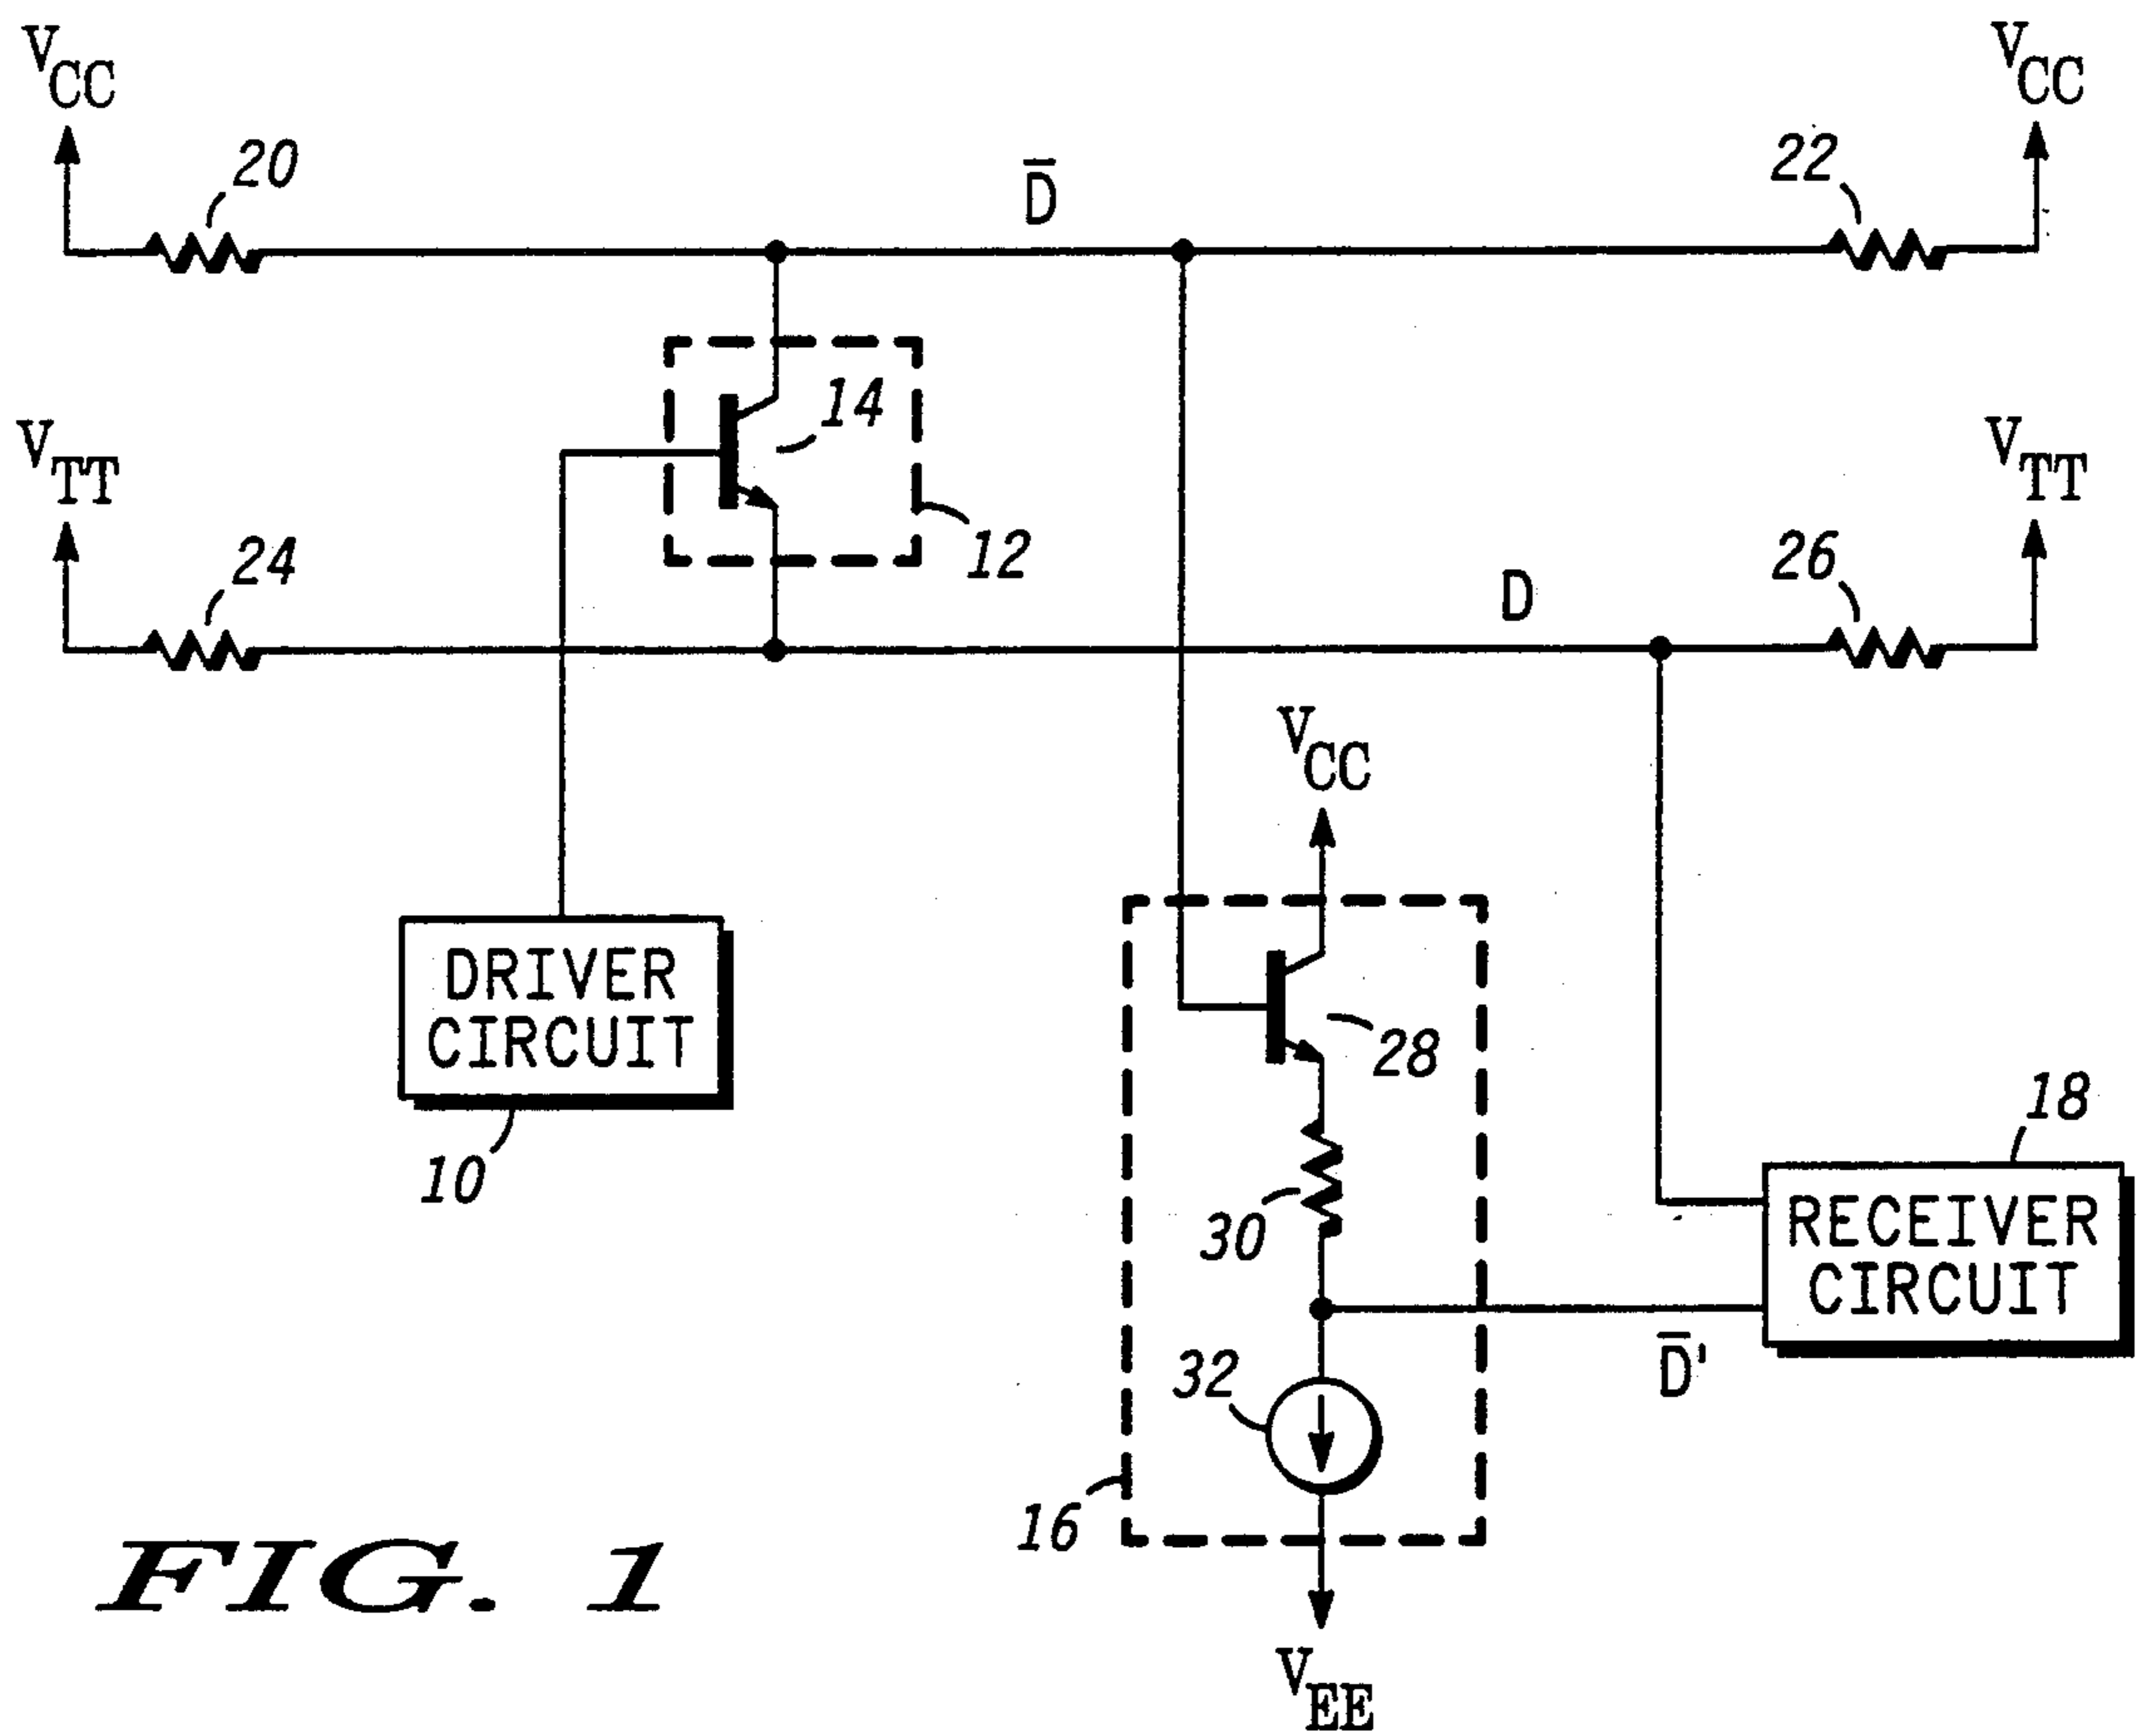 VCC
VCC
20
D̅
22
14
VTT
VTT
12
24
D
26
VCC
DRIVER
CIRCUIT
28
18
10
RECEIVER
CIRCUIT
30
D̅'
32
16
FIG. 1
VEE